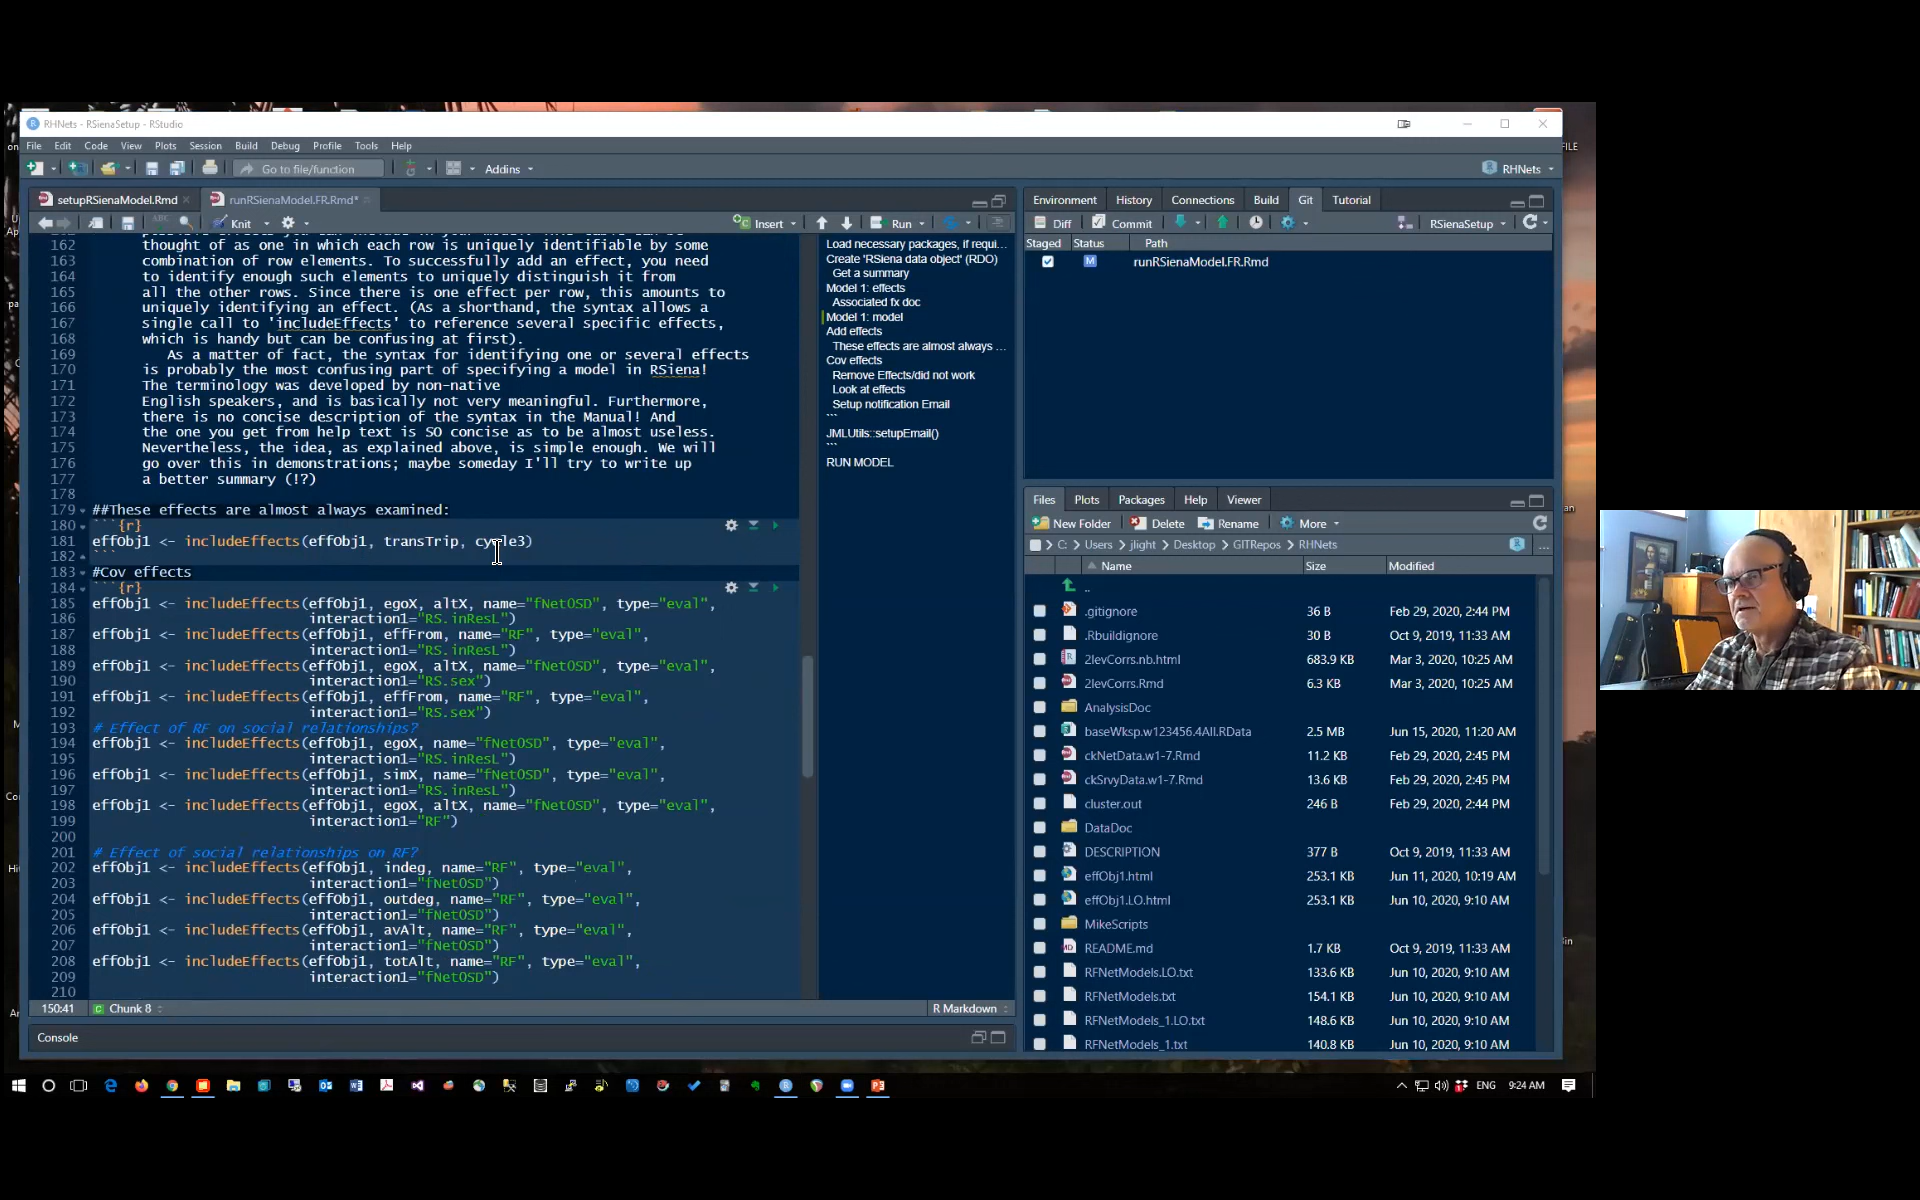 RHNets - RSienaSetup - RStudio
File Edit Code View Plots Session Build Debug Profile Tools Help
Go to file/function Addins RHNets
setupRSienaModel.Rmd runRSienaModel.FR.Rmd*
Knit Insert Run
162 thought of as one in which each row is uniquely identifiable by some
163 combination of row elements. To successfully add an effect, you need
164 to identify enough such elements to uniquely distinguish it from
165 all the other rows. Since there is one effect per row, this amounts to
166 uniquely identifying an effect. (As a shorthand, the syntax allows a
167 single call to 'includeEffects' to reference several specific effects,
168 which is handy but can be confusing at first).
169 As a matter of fact, the syntax for identifying one or several effects
170 is probably the most confusing part of specifying a model in RSiena!
171 The terminology was developed by non-native
172 English speakers, and is basically not very meaningful. Furthermore,
173 there is no concise description of the syntax in the Manual! And
174 the one you get from help text is SO concise as to be almost useless.
175 Nevertheless, the idea, as explained above, is simple enough. We will
176 go over this in demonstrations; maybe someday I'll try to write up
177 a better summary (!?)
178
179 ##These effects are almost always examined:
180 ```{r}
181 effObj1 <- includeEffects(effObj1, transTrip, cycle3)
182 ```
183 #Cov effects
184 ```{r}
185 effObj1 <- includeEffects(effObj1, egoX, altX, name="fNetOSD", type="eval",
186 interaction1="RS.inResL")
187 effObj1 <- includeEffects(effObj1, effFrom, name="RF", type="eval",
188 interaction1="RS.inResL")
189 effObj1 <- includeEffects(effObj1, egoX, altX, name="fNetOSD", type="eval",
190 interaction1="RS.sex")
191 effObj1 <- includeEffects(effObj1, effFrom, name="RF", type="eval",
192 interaction1="RS.sex")
193 # Effect of RF on social relationships?
194 effObj1 <- includeEffects(effObj1, egoX, name="fNetOSD", type="eval",
195 interaction1="RS.inResL")
196 effObj1 <- includeEffects(effObj1, simX, name="fNetOSD", type="eval",
197 interaction1="RS.inResL")
198 effObj1 <- includeEffects(effObj1, egoX, altX, name="fNetOSD", type="eval",
199 interaction1="RF")
200
201 # Effect of social relationships on RF?
202 effObj1 <- includeEffects(effObj1, indeg, name="RF", type="eval",
203 interaction1="fNetOSD")
204 effObj1 <- includeEffects(effObj1, outdeg, name="RF", type="eval",
205 interaction1="fNetOSD")
206 effObj1 <- includeEffects(effObj1, avAlt, name="RF", type="eval",
207 interaction1="fNetOSD")
208 effObj1 <- includeEffects(effObj1, totAlt, name="RF", type="eval",
209 interaction1="fNetOSD")
210
150:41 Chunk 8 R Markdown
Console
Load necessary packages, if requi...
Create 'RSiena data object' (RDO)
Get a summary
Model 1: effects
Associated fx doc
Model 1: model
Add effects
These effects are almost always ...
Cov effects
Remove Effects/did not work
Look at effects
Setup notification Email
```
JMLUtils::setupEmail()
```
RUN MODEL
Environment History Connections Build Git Tutorial
Diff Commit RSienaSetup
Staged Status Path
M runRSienaModel.FR.Rmd
Files Plots Packages Help Viewer
New Folder Delete Rename More
C: Users jlight Desktop GITRepos RHNets
Name Size Modified
..
.gitignore 36 B Feb 29, 2020, 2:44 PM
.Rbuildignore 30 B Oct 9, 2019, 11:33 AM
2levCorrs.nb.html 683.9 KB Mar 3, 2020, 10:25 AM
2levCorrs.Rmd 6.3 KB Mar 3, 2020, 10:25 AM
AnalysisDoc
baseWksp.w123456.4All.RData 2.5 MB Jun 15, 2020, 11:20 AM
ckNetData.w1-7.Rmd 11.2 KB Feb 29, 2020, 2:45 PM
ckSrvyData.w1-7.Rmd 13.6 KB Feb 29, 2020, 2:45 PM
cluster.out 246 B Feb 29, 2020, 2:44 PM
DataDoc
DESCRIPTION 377 B Oct 9, 2019, 11:33 AM
effObj1.html 253.1 KB Jun 11, 2020, 10:19 AM
effObj1.LO.html 253.1 KB Jun 10, 2020, 9:10 AM
MikeScripts
README.md 1.7 KB Oct 9, 2019, 11:33 AM
RFNetModels.LO.txt 133.6 KB Jun 10, 2020, 9:10 AM
RFNetModels.txt 154.1 KB Jun 10, 2020, 9:10 AM
RFNetModels_1.LO.txt 148.6 KB Jun 10, 2020, 9:10 AM
RFNetModels_1.txt 140.8 KB Jun 10, 2020, 9:10 AM
ENG 9:24 AM